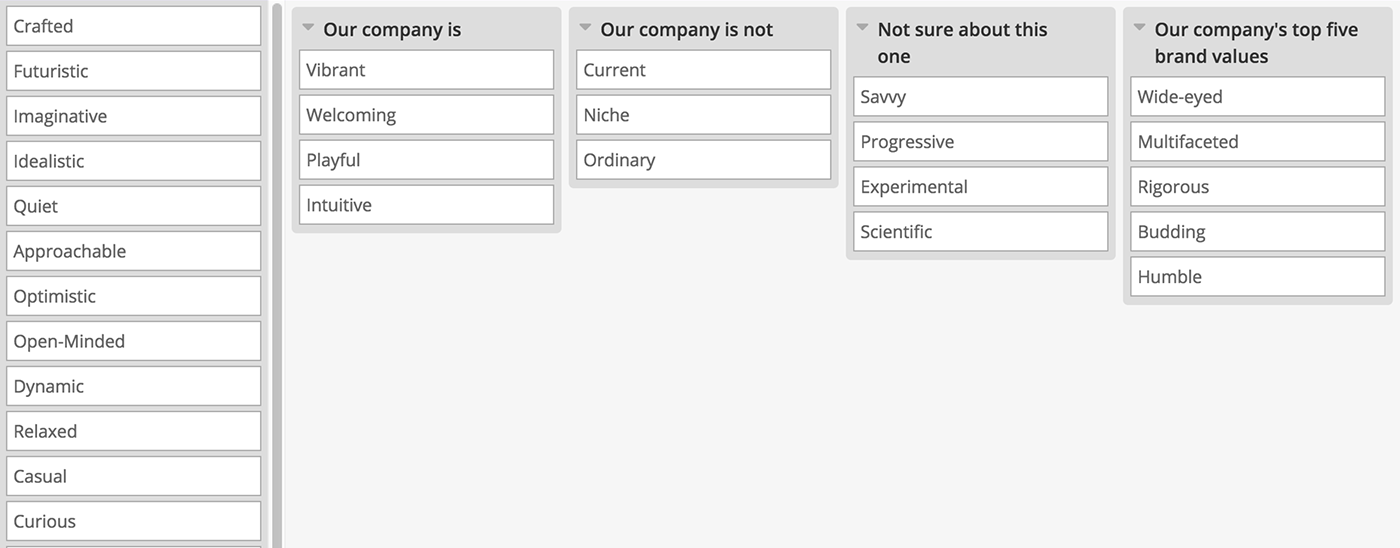 Crafted
Futuristic
Imaginative
Idealistic
Quiet
Approachable
Optimistic
Open-Minded
Dynamic
Relaxed
Casual
Curious
Our company is
Vibrant
Welcoming
Playful
Intuitive
Our company is not
Current
Niche
Ordinary
Not sure about this
one
Savvy
Progressive
Experimental
Scientific
Our company's top five
brand values
Wide-eyed
Multifaceted
Rigorous
Budding
Humble